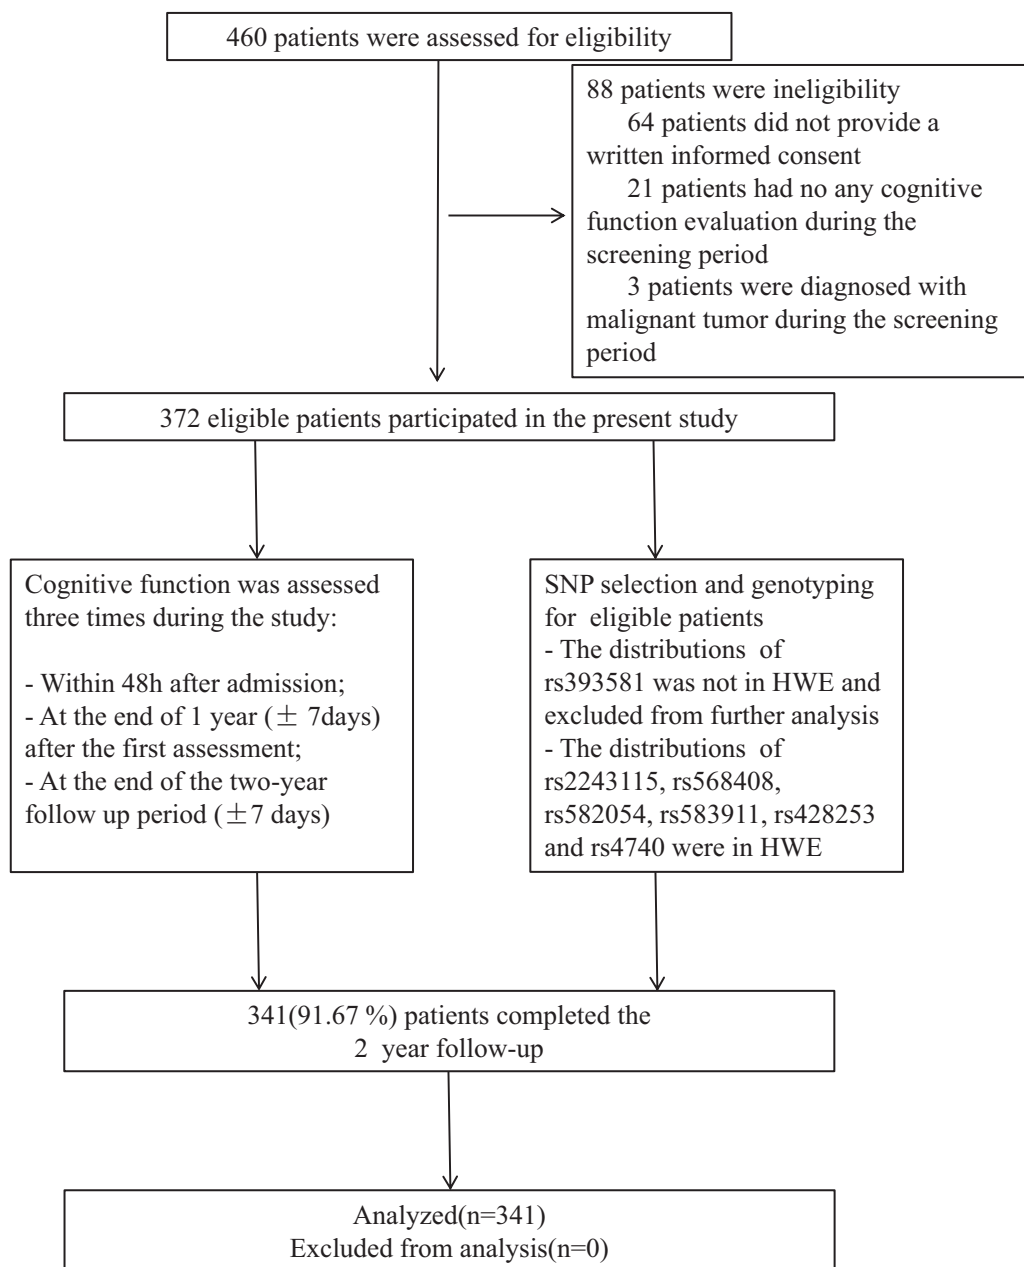 460 patients were assessed for eligibility
88 patients were ineligibility
64 patients did not provide a
written informed consent
21 patients had no any cognitive
function evaluation during the
screening period
3 patients were diagnosed with
malignant tumor during the screening
period
372 eligible patients participated in the present study
Cognitive function was assessed
three times during the study:
- Within 48h after admission;
- At the end of 1 year (± 7days)
after the first assessment;
- At the end of the two-year
follow up period (±7 days)
SNP selection and genotyping
for eligible patients
- The distributions of
rs393581 was not in HWE and
excluded from further analysis
- The distributions of
rs2243115, rs568408,
rs582054, rs583911, rs428253
and rs4740 were in HWE
341(91.67 %) patients completed the
2 year follow-up
Analyzed(n=341)
Excluded from analysis(n=0)